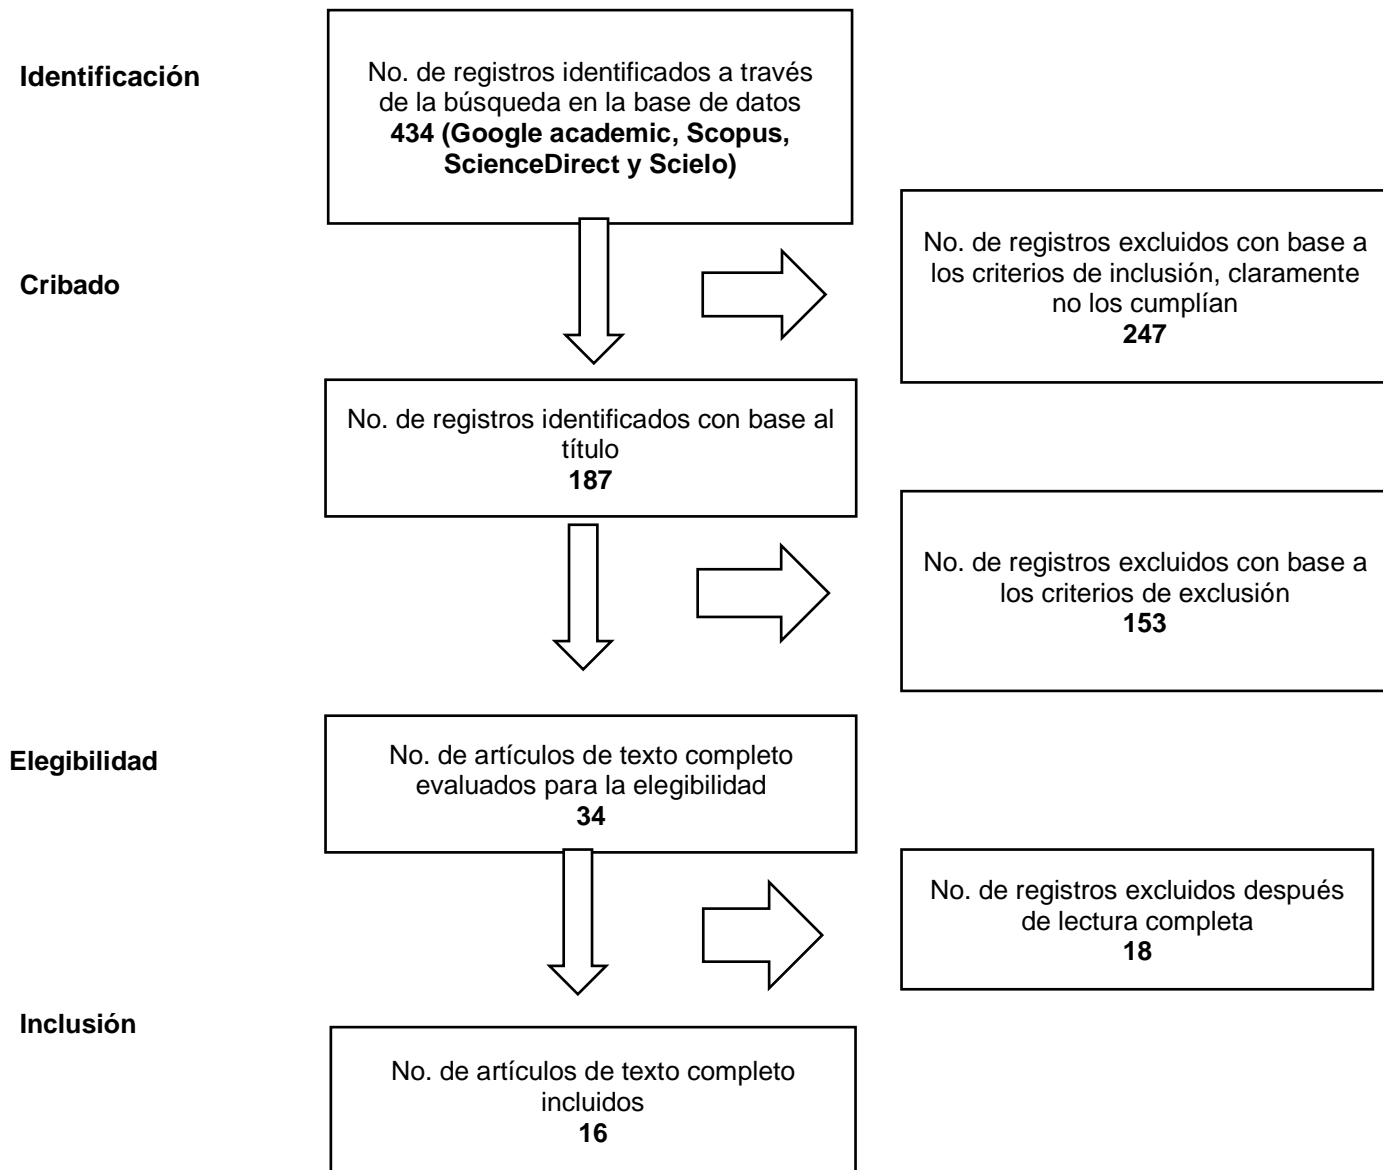 Identificación
No. de registros identificados a través
de la búsqueda en la base de datos
434 (Google academic, Scopus,
ScienceDirect y Scielo)
Cribado
No. de registros excluidos con base a
los criterios de inclusión, claramente
no los cumplían
247
No. de registros identificados con base al
título
187
No. de registros excluidos con base a
los criterios de exclusión
153
Elegibilidad
No. de artículos de texto completo
evaluados para la elegibilidad
34
No. de registros excluidos después
de lectura completa
18
Inclusión
No. de artículos de texto completo
incluidos
16